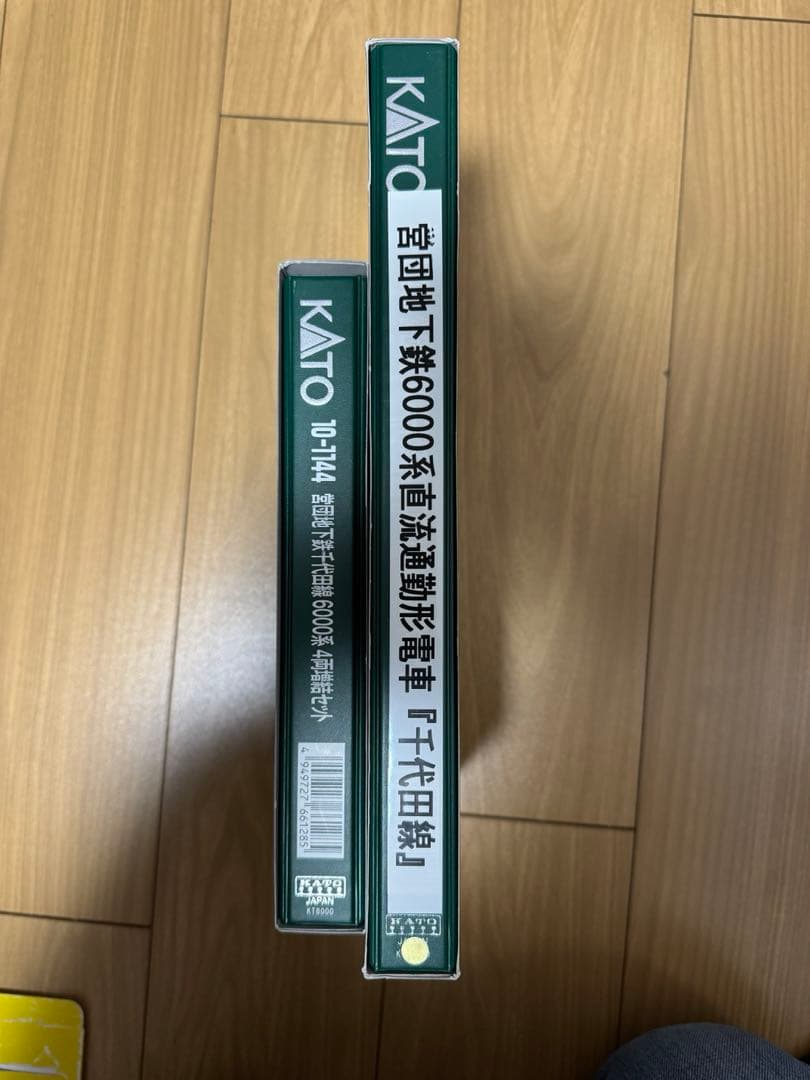 KATO
10-1144
営団地下鉄千代田線 6000系 4両増結セット
4 949727 661285
KATO
JAPAN
KT8000
KATO
営団地下鉄6000系直流通勤形電車『千代田線』
KATO